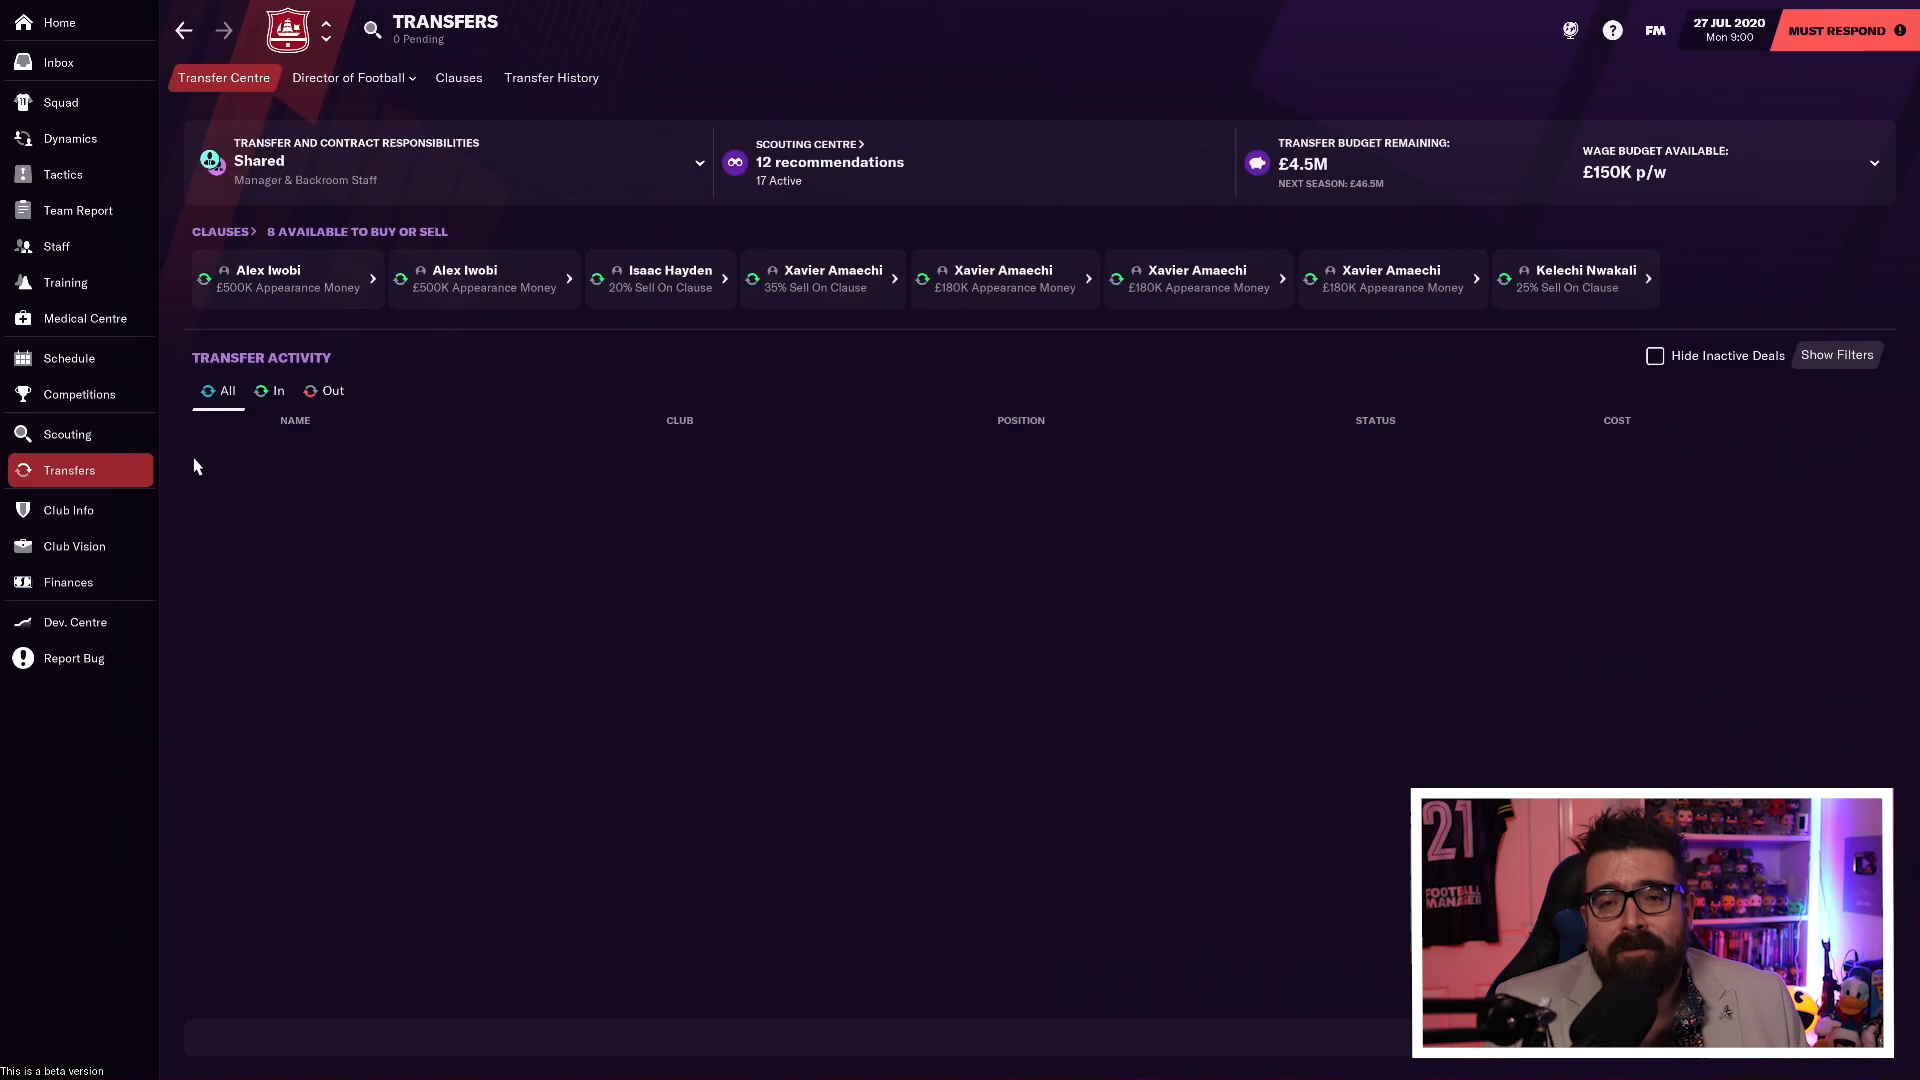 Home
Inbox
Squad
Dynamics
Tactics
Team Report
Staff
Training
Medical Centre
Schedule
Competitions
Scouting
Transfers
Club Info
Club Vision
Finances
Dev. Centre
Report Bug
This is a beta version
TRANSFERS
0 Pending
FM
27 JUL 2020
Mon 9:00
MUST RESPOND
Transfer Centre
Director of Football
Clauses
Transfer History
TRANSFER AND CONTRACT RESPONSIBILITIES
Shared
Manager & Backroom Staff
SCOUTING CENTRE
12 recommendations
17 Active
TRANSFER BUDGET REMAINING:
£4.5M
NEXT SEASON: £46.5M
WAGE BUDGET AVAILABLE:
£150K p/w
CLAUSES 8 AVAILABLE TO BUY OR SELL
Alex Iwobi
£500K Appearance Money
Alex Iwobi
£500K Appearance Money
Isaac Hayden
20% Sell On Clause
Xavier Amaechi
35% Sell On Clause
Xavier Amaechi
£180K Appearance Money
Xavier Amaechi
£180K Appearance Money
Xavier Amaechi
£180K Appearance Money
Kelechi Nwakali
25% Sell On Clause
TRANSFER ACTIVITY
Hide Inactive Deals
Show Filters
All
In
Out
NAME CLUB POSITION STATUS COST
21
FOOTBALL
MANAGER